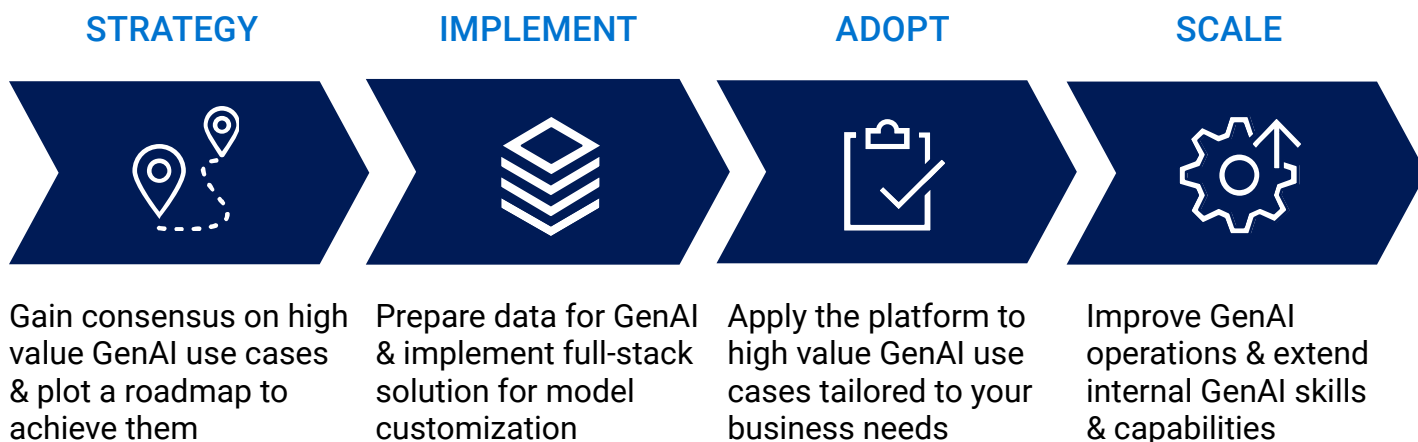 STRATEGY
IMPLEMENT
ADOPT
SCALE
Gain consensus on high
value GenAI use cases
& plot a roadmap to
achieve them
Prepare data for GenAI
& implement full-stack
solution for model
customization
Apply the platform to
high value GenAI use
cases tailored to your
business needs
Improve GenAI
operations & extend
internal GenAI skills
& capabilities